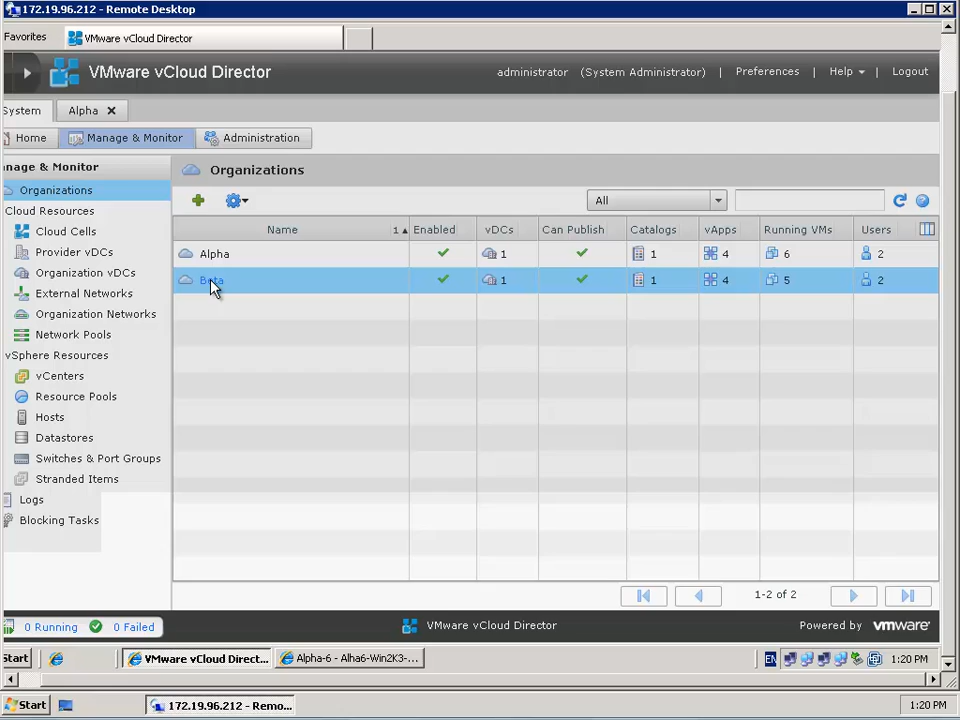 172.19.96.212 - Remote Desktop
Favorites VMware vCloud Director
VMware vCloud Director administrator (System Administrator) | Preferences | Help | Logout
System Alpha
Home Manage & Monitor Administration
nage & Monitor Organizations
Organizations
Cloud Resources
Cloud Cells
Provider vDCs
Organization vDCs
External Networks
Organization Networks
Network Pools
vSphere Resources
vCenters
Resource Pools
Hosts
Datastores
Switches & Port Groups
Stranded Items
Logs
Blocking Tasks
All
Name 1 Enabled vDCs Can Publish Catalogs vApps Running VMs Users
Alpha 1 1 4 6 2
Beta 1 1 4 5 2
1-2 of 2
0 Running 0 Failed VMware vCloud Director Powered by vmware
Start VMware vCloud Direct... Alpha-6 - Alha6-Win2K3-... EN 1:20 PM
Start 172.19.96.212 - Remo... 1:20 PM